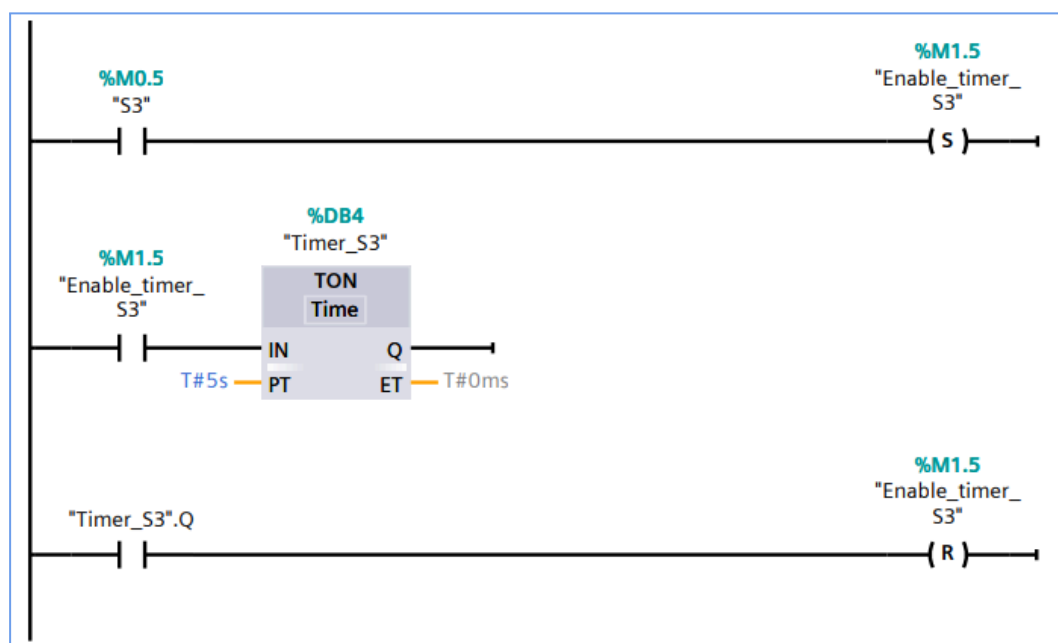 %M1.5
"Enable_timer_
S3"
%M0.5
"S3"
( S )
%DB4
"Timer_S3"
%M1.5
"Enable_timer_
S3"
TON
Time
IN Q
T#5s PT ET T#0ms
%M1.5
"Enable_timer_
S3"
"Timer_S3".Q
( R )